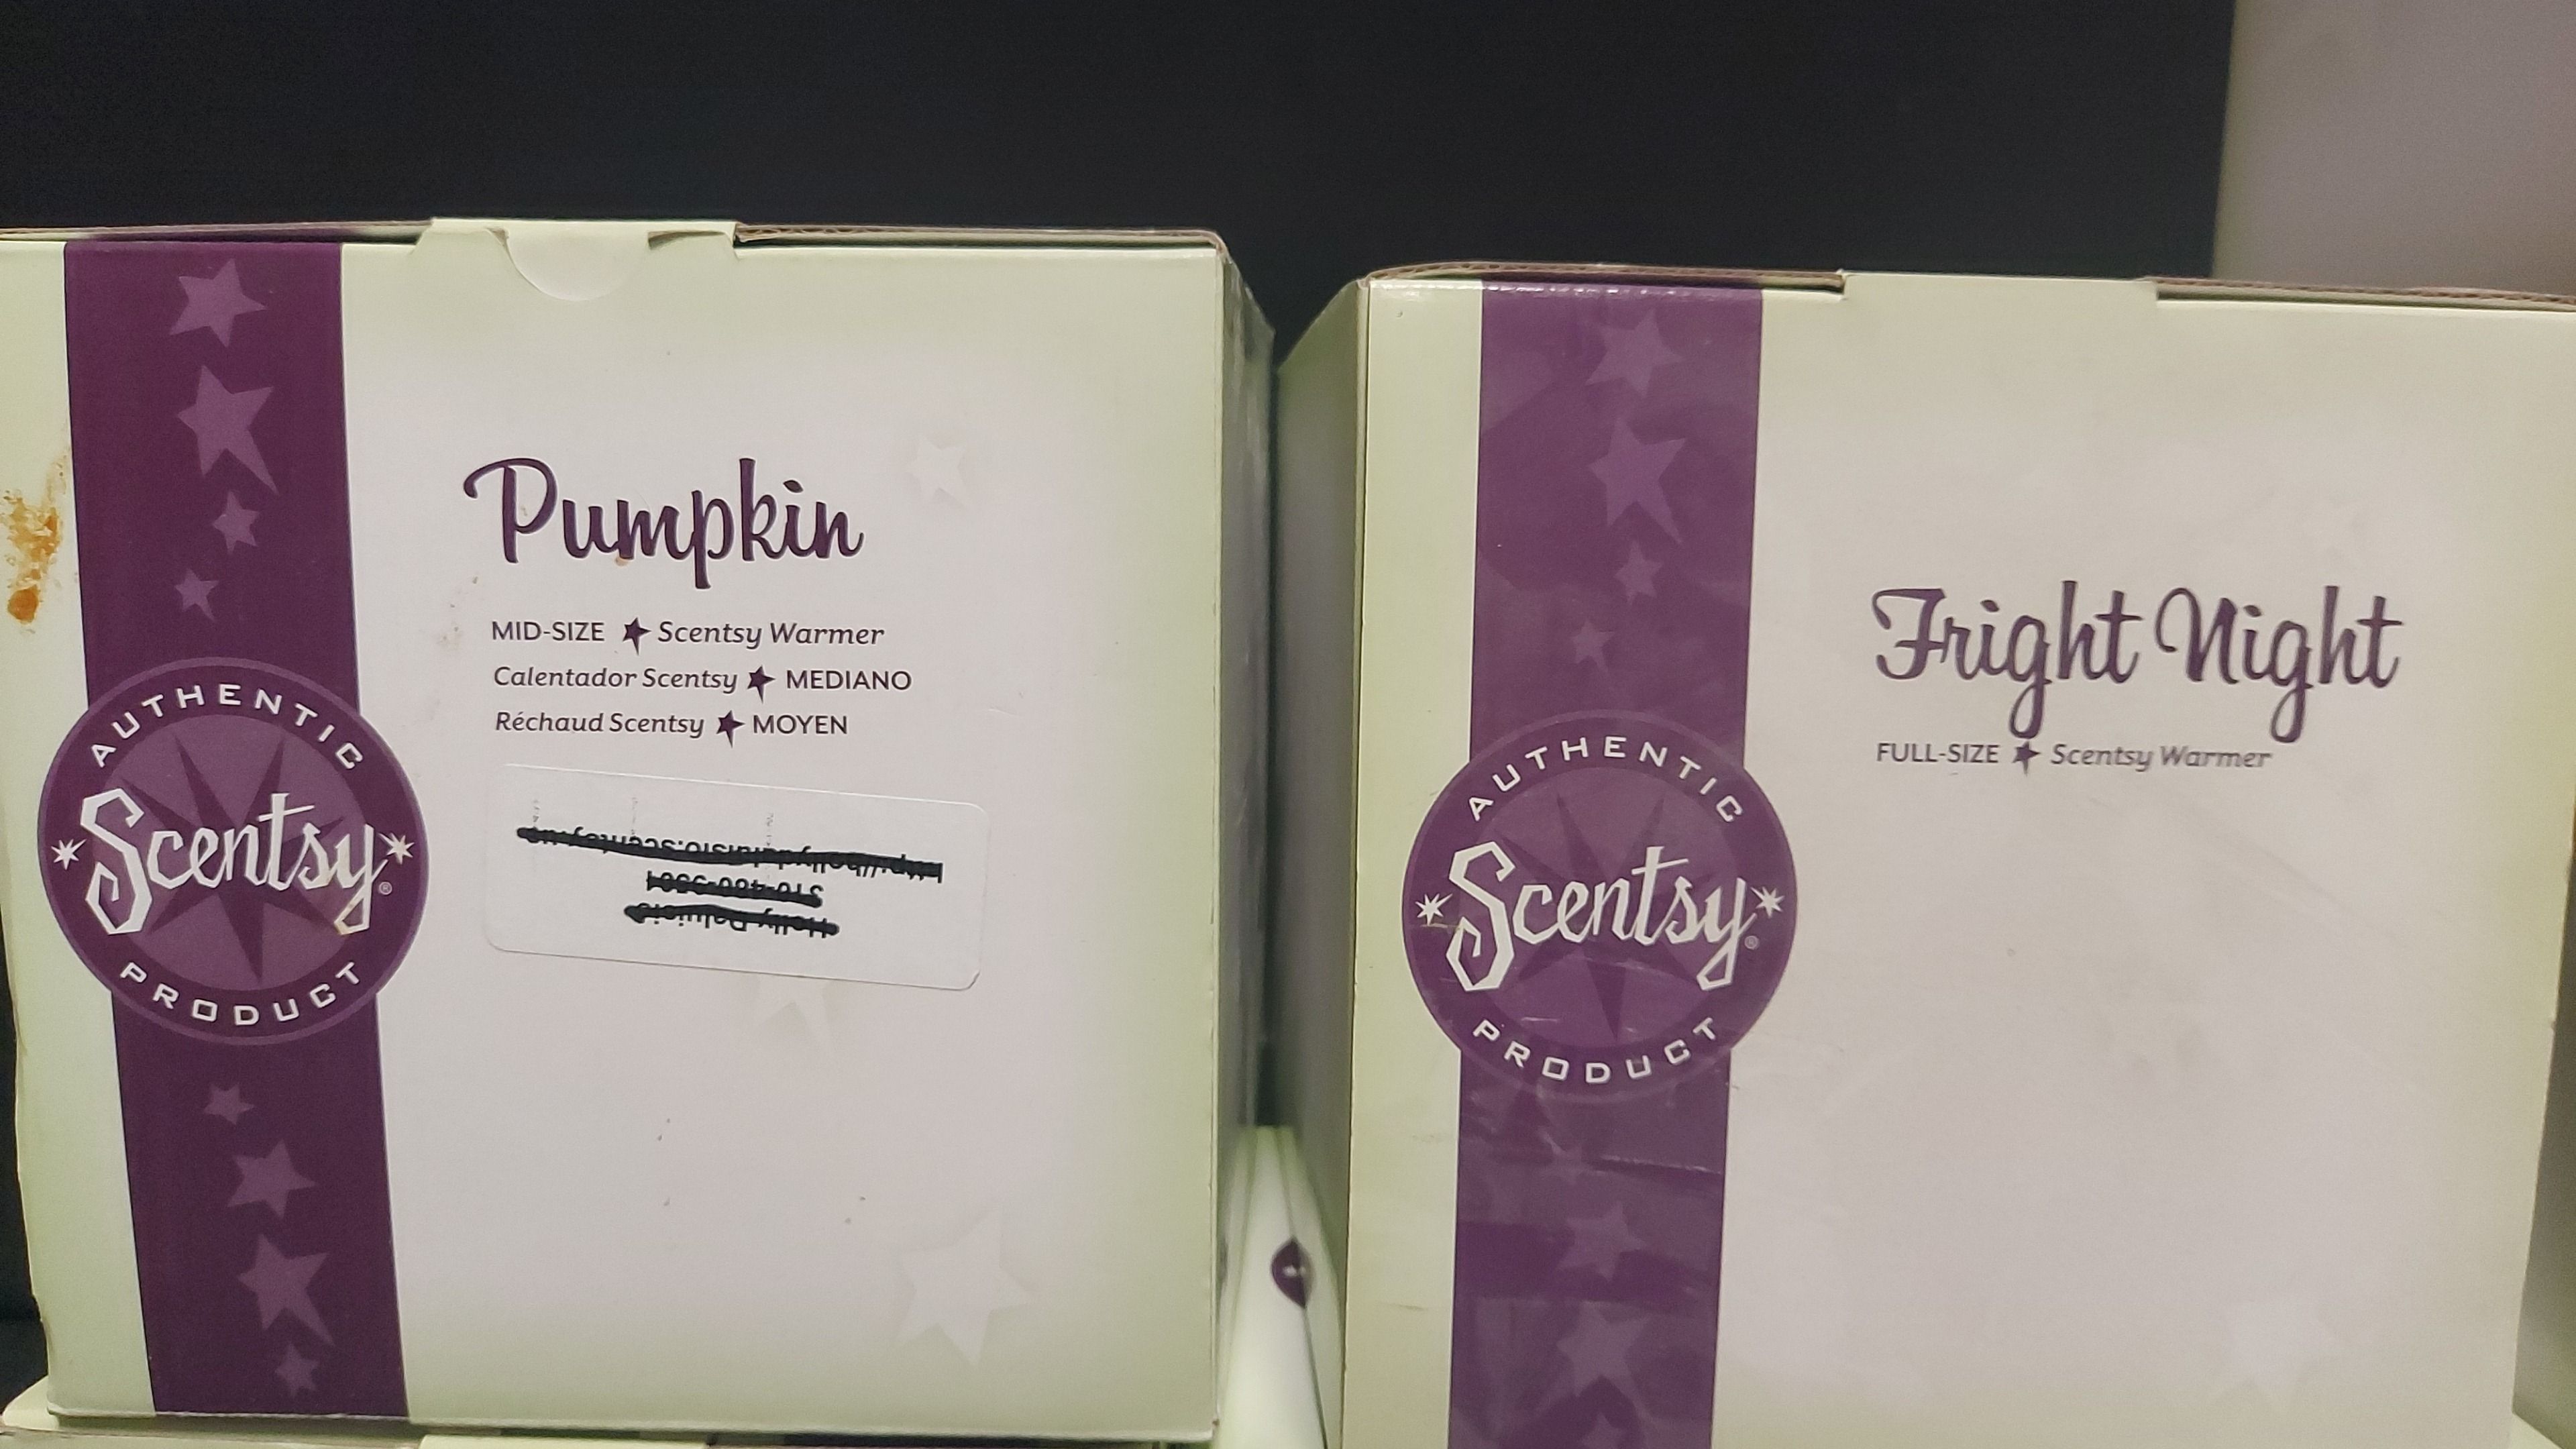 Pumpkin
MID-SIZE Scentsy Warmer
Calentador Scentsy MEDIANO
Réchaud Scentsy MOYEN
AUTHENTIC
Scentsy®
PRODUCT
Fright Night
FULL-SIZE Scentsy Warmer
AUTHENTIC
Scentsy®
PRODUCT